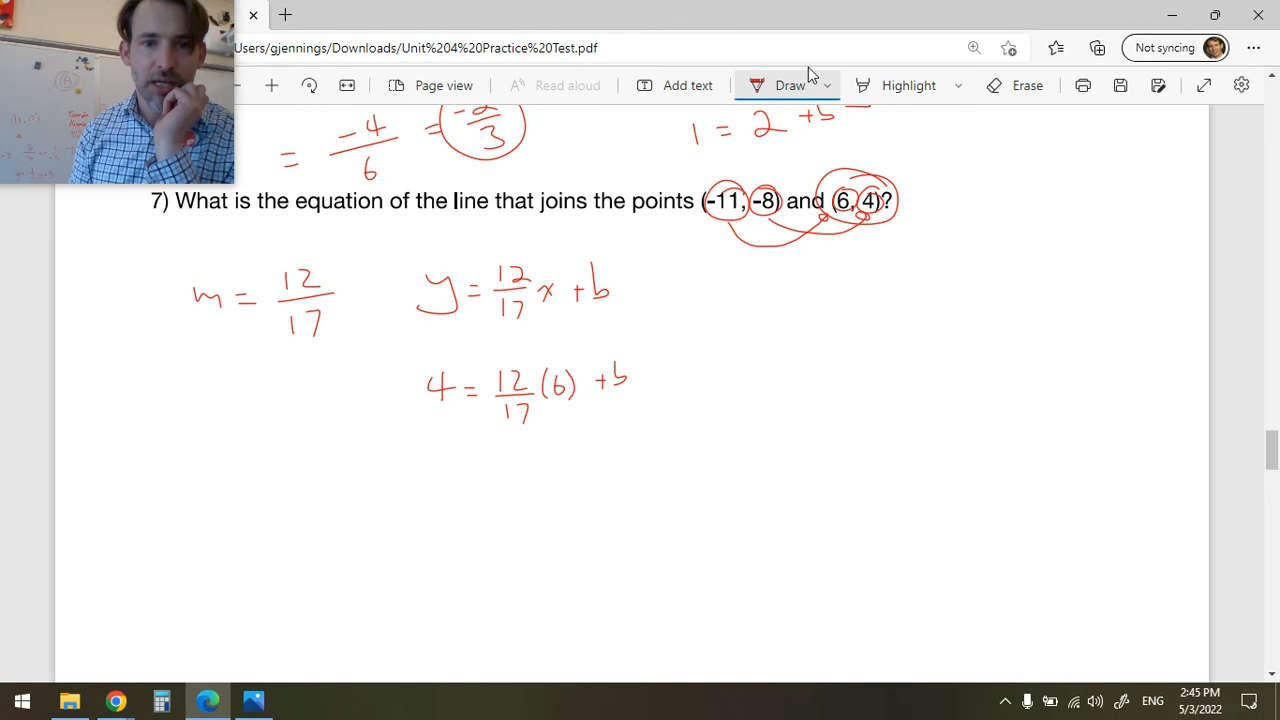 Users/gjennings/Downloads/Unit%204%20Practice%20Test.pdf
Not syncing
Page view
Read aloud
Add text
Draw
Highlight
Erase
= -4/6 = -2/3
1 = 2 + b
7) What is the equation of the line that joins the points (-11, -8) and (6, 4)?
m = 12/17
y = 12/17 x + b
4 = 12/17 (6) + b
ENG
2:45 PM
5/3/2022